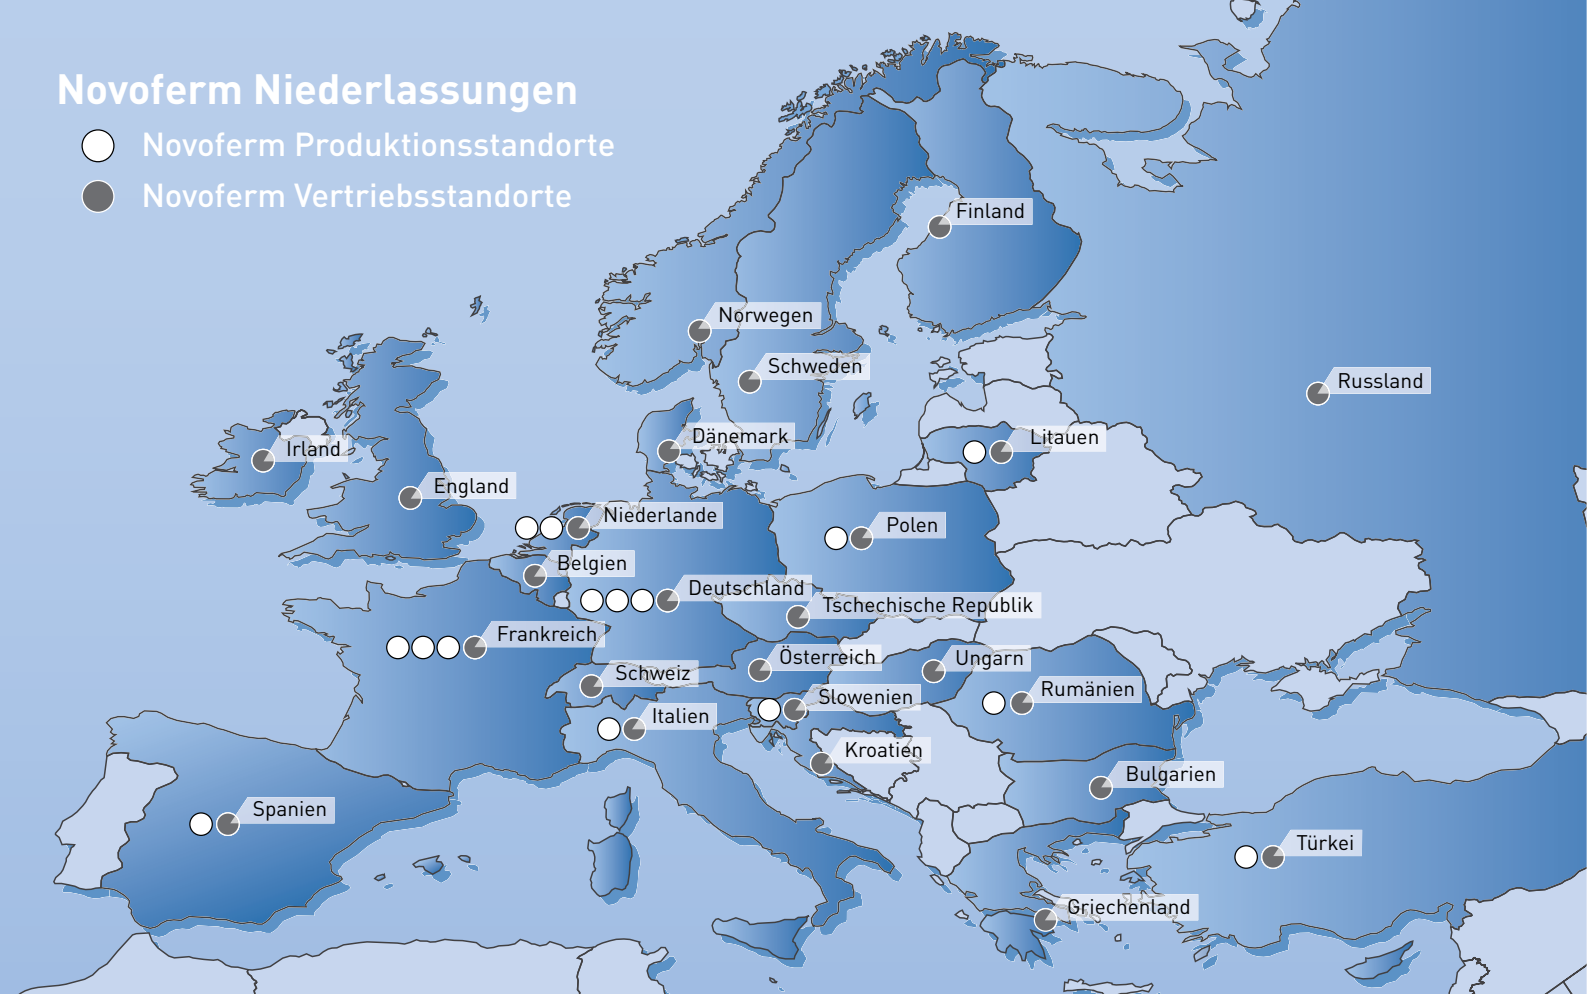 Novoferm Niederlassungen
Novoferm Produktionsstandorte
Novoferm Vertriebsstandorte
Finland
Norwegen
Schweden
Russland
Dänemark
Litauen
Irland
England
Niederlande
Polen
Belgien
Deutschland
Tschechische Republik
Frankreich
Österreich
Ungarn
Schweiz
Rumänien
Slowenien
Italien
Kroatien
Bulgarien
Spanien
Türkei
Griechenland